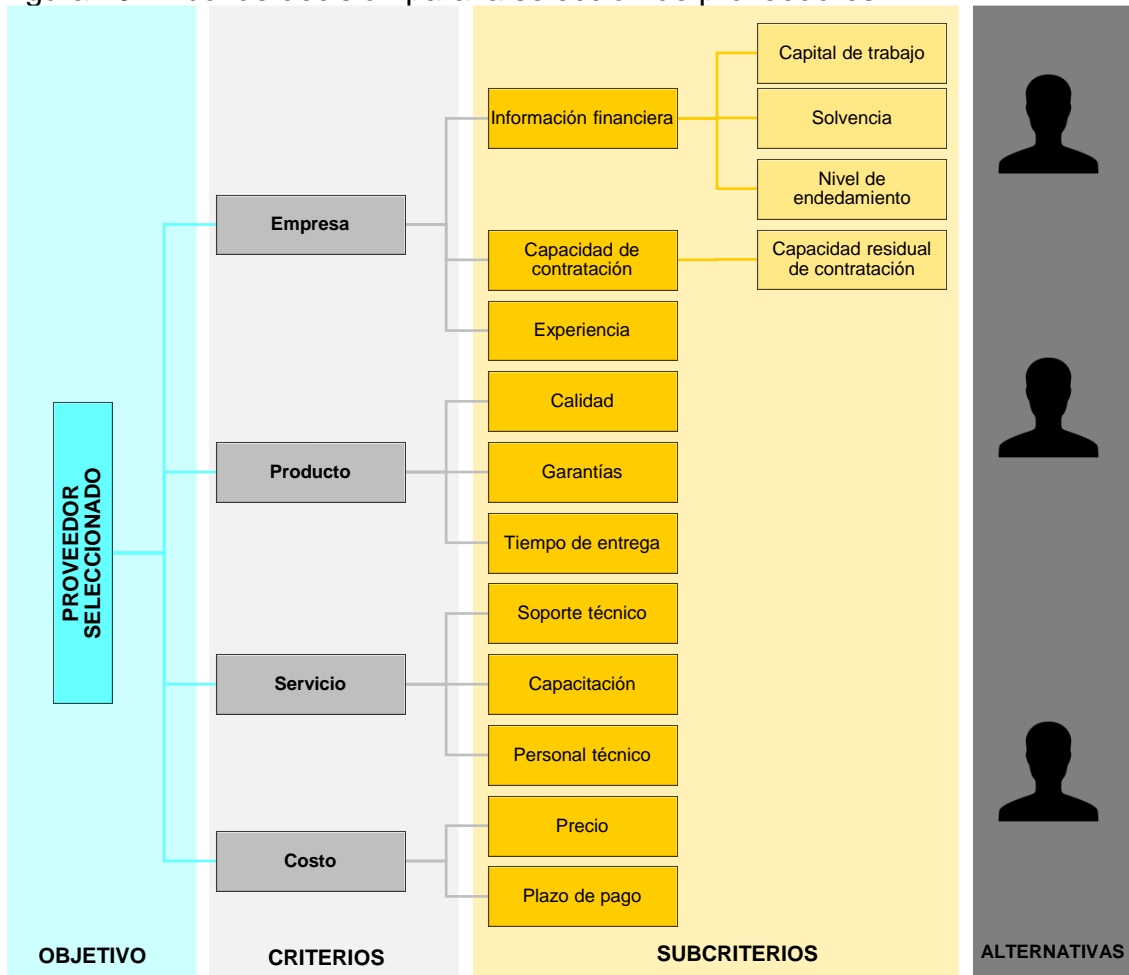 Capital de trabajo
Información financiera
Solvencia
Nivel de
endedamiento
Empresa
Capacidad de
contratación
Capacidad residual
de contratación
Experiencia
Calidad
PROVEEDOR
SELECCIONADO
Producto
Garantías
Tiempo de entrega
Soporte técnico
Servicio
Capacitación
Personal técnico
Precio
Costo
Plazo de pago
OBJETIVO
CRITERIOS
SUBCRITERIOS
ALTERNATIVAS